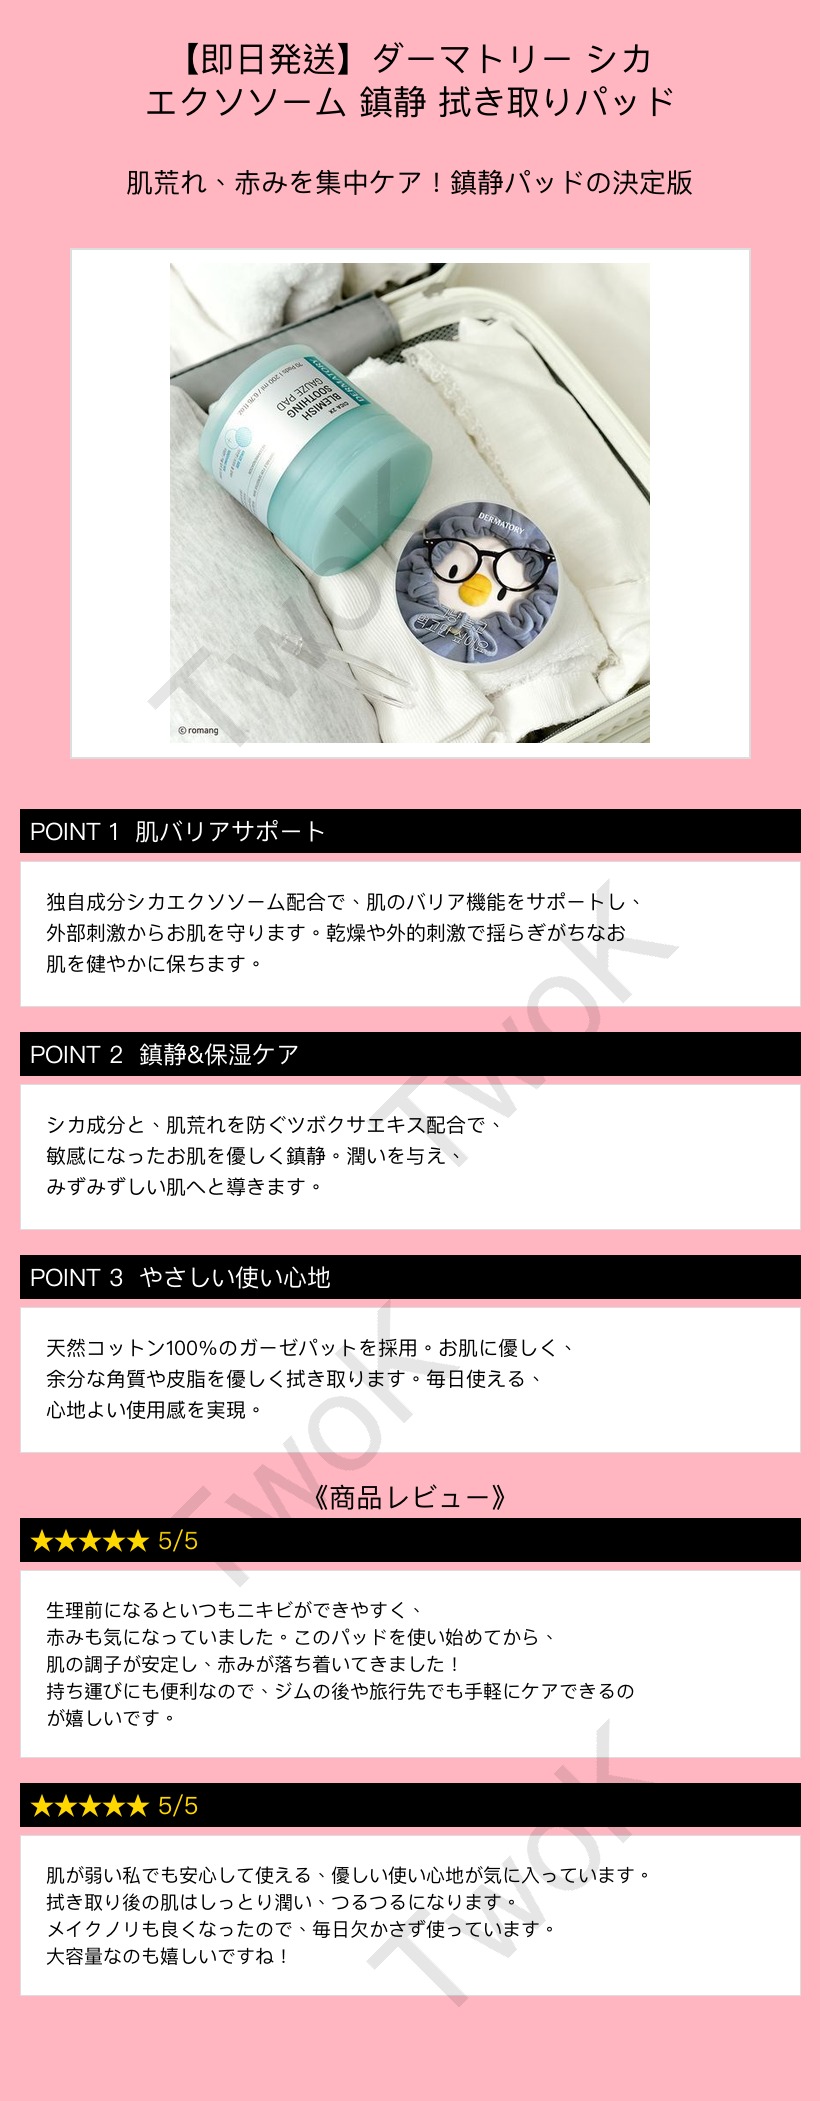 【即日発送】ダーマトリー シカ
エクソソーム 鎮静 拭き取りパッド
肌荒れ、赤みを集中ケア！鎮静パッドの決定版
DERMATORY
CICA 2X
BLEMISH
SOOTHING
GAUZE PAD
70 Pads | 200 ml / 6.76 fl.oz.
DERMATORY
©romang
POINT 1 肌バリアサポート
独自成分シカエクソソーム配合で、肌のバリア機能をサポートし、
外部刺激からお肌を守ります。乾燥や外的刺激で揺らぎがちなお
肌を健やかに保ちます。
POINT 2 鎮静&保湿ケア
シカ成分と、肌荒れを防ぐツボクサエキス配合で、
敏感になったお肌を優しく鎮静。潤いを与え、
みずみずしい肌へと導きます。
POINT 3 やさしい使い心地
天然コットン100%のガーゼパットを採用。お肌に優しく、
余分な角質や皮脂を優しく拭き取ります。毎日使える、
心地よい使用感を実現。
《商品レビュー》
★★★★★ 5/5
生理前になるといつもニキビができやすく、
赤みも気になっていました。このパッドを使い始めてから、
肌の調子が安定し、赤みが落ち着いてきました！
持ち運びにも便利なので、ジムの後や旅行先でも手軽にケアできるの
が嬉しいです。
★★★★★ 5/5
肌が弱い私でも安心して使える、優しい使い心地が気に入っています。
拭き取り後の肌はしっとり潤い、つるつるになります。
メイクノリも良くなったので、毎日欠かさず使っています。
大容量なのも嬉しいですね！
TwoK
TwoK
TwoK
TwoK